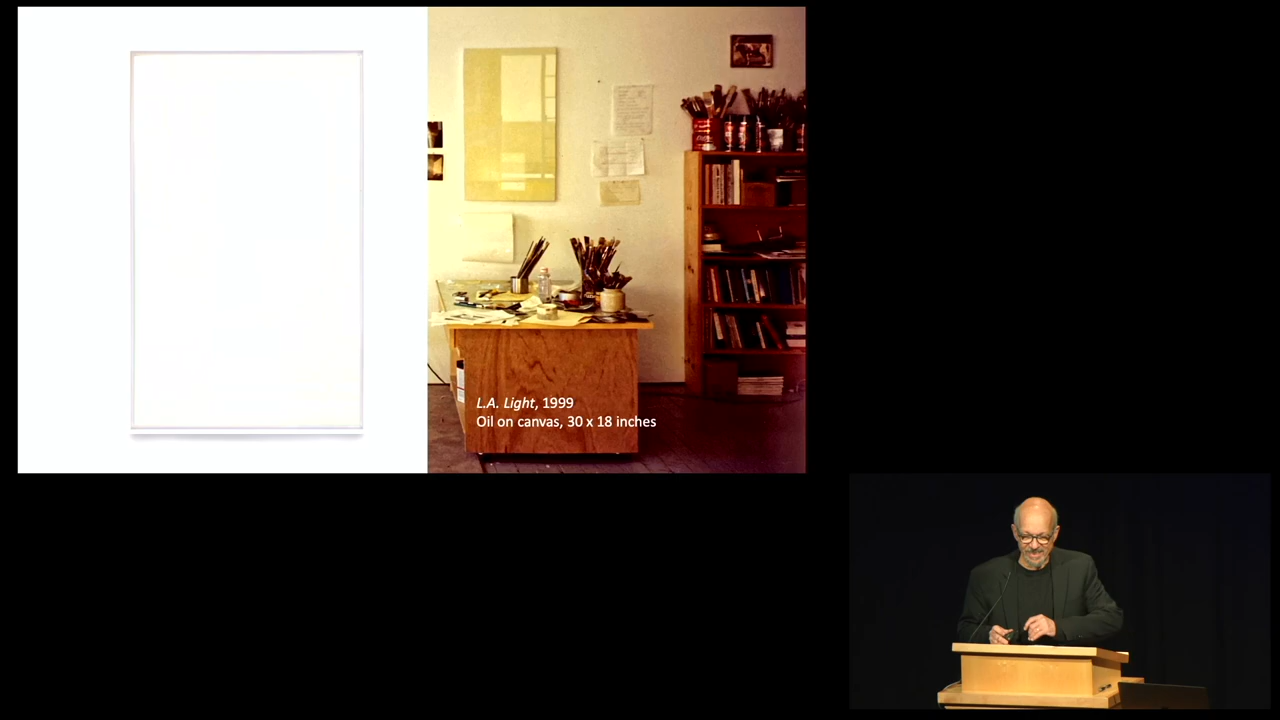 L.A. Light, 1999
Oil on canvas, 30 x 18 inches